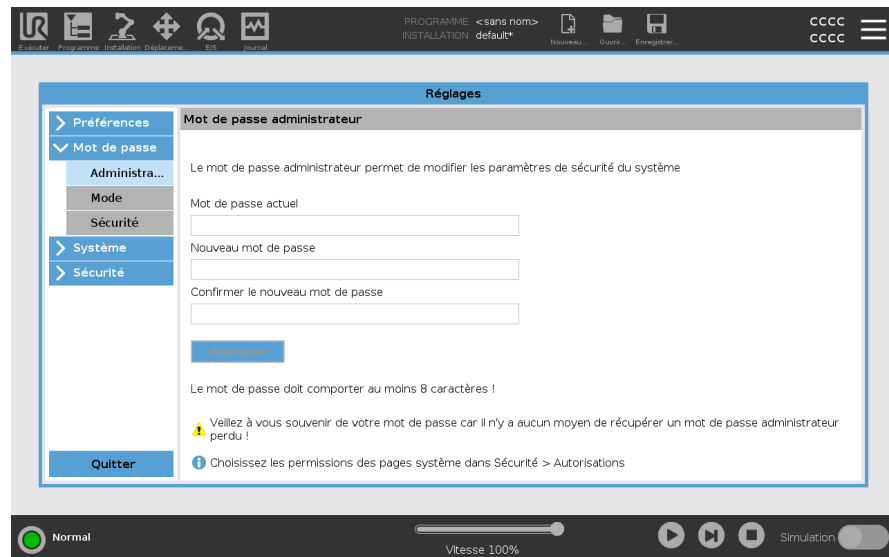 PROGRAMME <sans nom>
INSTALLATION default*
CCCC
CCCC
Exécuter Programme Installation Déplaceme... E/S Journal
Nouveau... Ouvrir... Enregistrer...
Réglages
Préférences
Mot de passe
Administra...
Mode
Sécurité
Système
Sécurité
Quitter
Mot de passe administrateur
Le mot de passe administrateur permet de modifier les paramètres de sécurité du système
Mot de passe actuel
Nouveau mot de passe
Confirmer le nouveau mot de passe
Appliquer
Le mot de passe doit comporter au moins 8 caractères !
Veillez à vous souvenir de votre mot de passe car il n'y a aucun moyen de récupérer un mot de passe administrateur
perdu !
Choisissez les permissions des pages système dans Sécurité > Autorisations
Normal
Vitesse 100%
Simulation